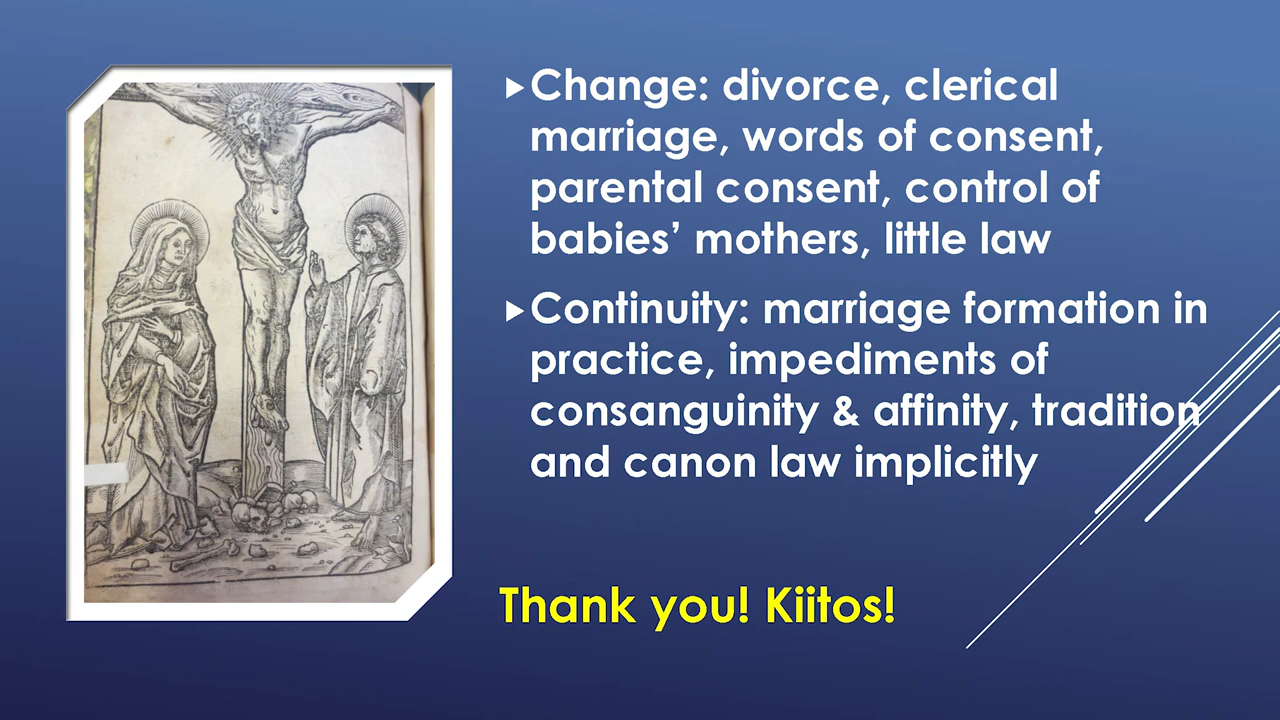 Change: divorce, clerical
marriage, words of consent,
parental consent, control of
babies’ mothers, little law
Continuity: marriage formation in
practice, impediments of
consanguinity & affinity, tradition
and canon law implicitly
Thank you! Kiitos!